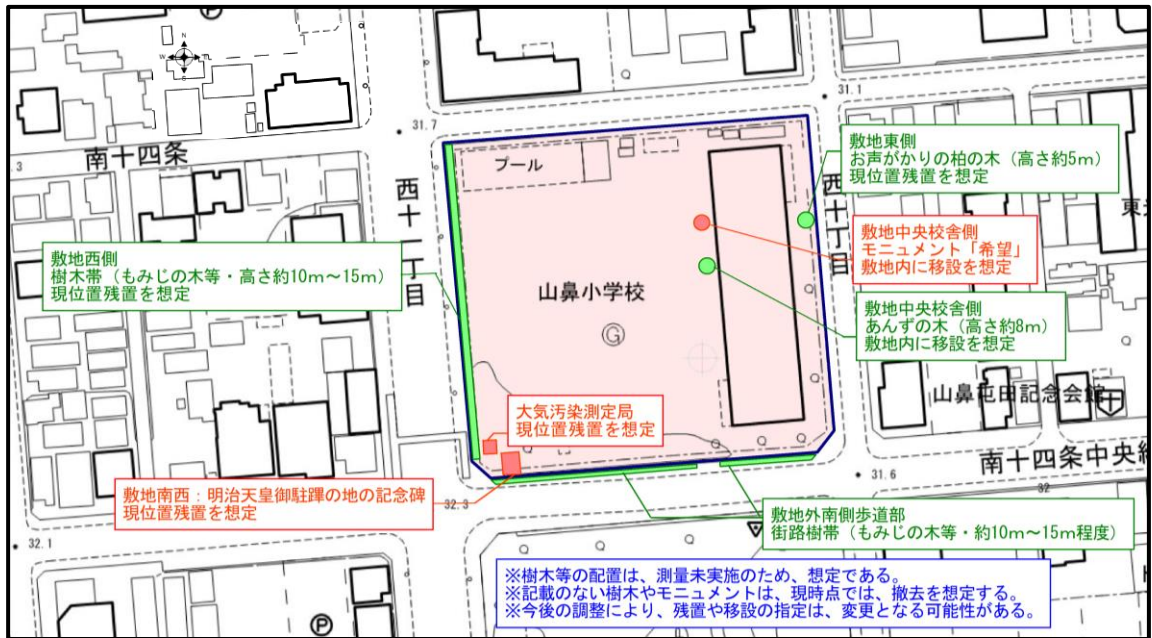 P
N
W
E
S
31.1
31.7
南十四条
.3
プール
西十一丁目
西十丁目
敷地東側
お声がかりの柏の木（高さ約5m）
現位置残置を想定
敷地中央校舎側
モニュメント「希望」
敷地内に移設を想定
敷地西側
樹木帯（もみじの木等・高さ約10m～15m）
現位置残置を想定
山鼻小学校
G
敷地中央校舎側
あんずの木（高さ約8m）
敷地内に移設を想定
大気汚染測定局
現位置残置を想定
山鼻屯田記念会館
南十四条中央
31.6
32
敷地南西：明治天皇御駐蹕の地の記念碑
現位置残置を想定
32.3
32.1
敷地外南側歩道部
街路樹帯（もみじの木等・約10m～15m程度）
※樹木等の配置は、測量未実施のため、想定である。
※記載のない樹木やモニュメントは、現時点では、撤去を想定する。
※今後の調整により、残置や移設の指定は、変更となる可能性がある。
P